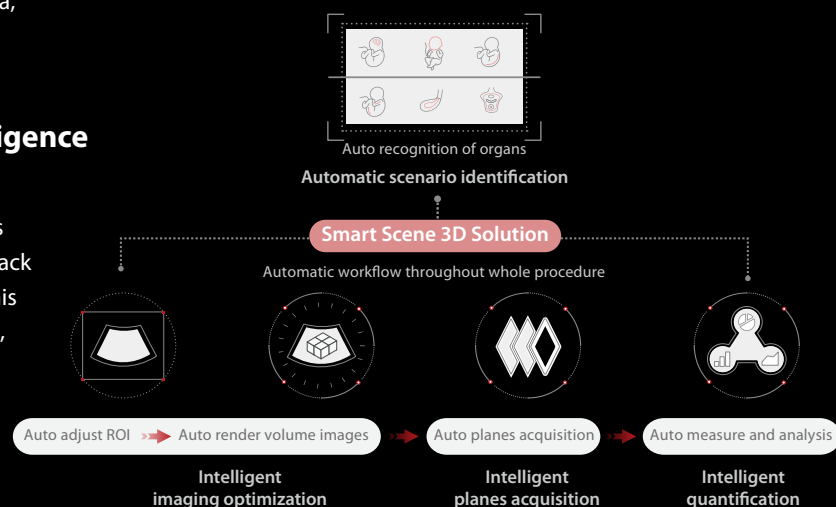 a,
igence
s
ack
his
,
Auto recognition of organs
Automatic scenario identification
Smart Scene 3D Solution
Automatic workflow throughout whole procedure
Auto adjust ROI
Auto render volume images
Auto planes acquisition
Auto measure and analysis
Intelligent
imaging optimization
Intelligent
planes acquisition
Intelligent
quantification